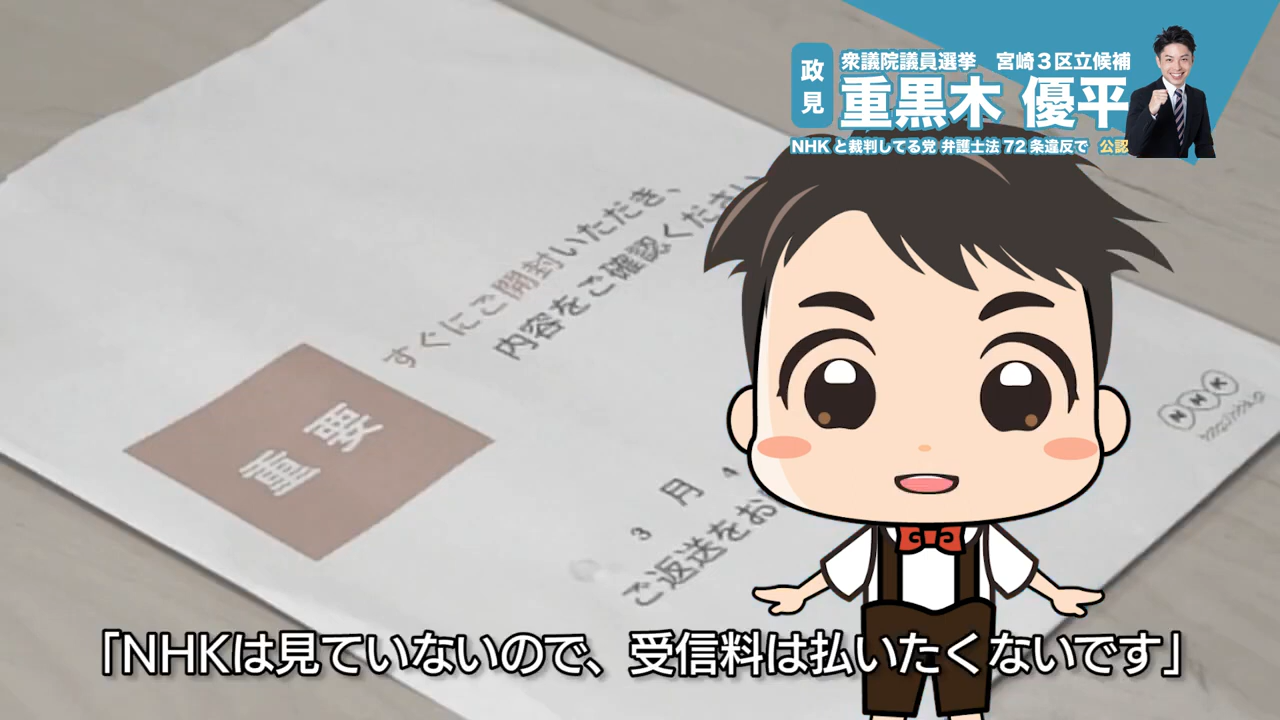 政見
衆議院議員選挙 宮崎3区立候補
重黒木 優平
NHKと裁判してる党 弁護士法72条違反で 公認
すぐにご開封いただき、
内容をご確認ください
重要
3月4
ご返送をお
NHK
「NHKは見ていないので、受信料は払いたくないです」